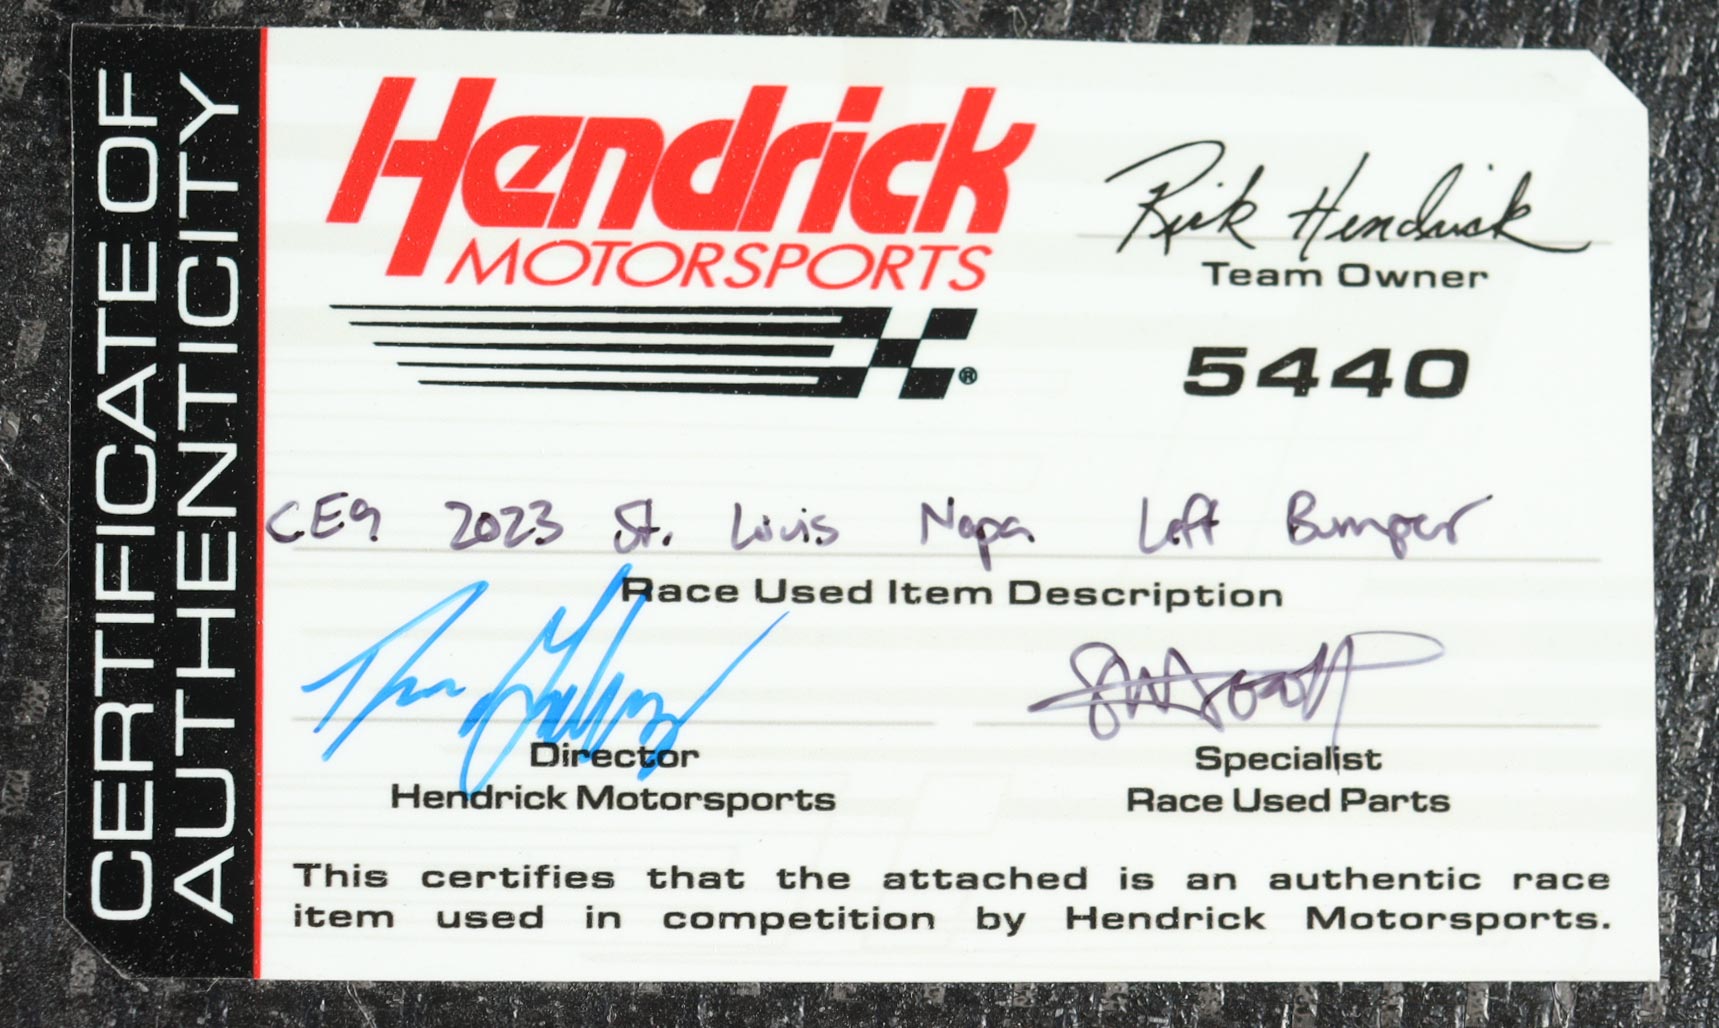 CERTIFICATE OF
AUTHENTICITY
Hendrick
MOTORSPORTS
®
Rick Hendrick
Team Owner
5440
CE9 2023 St. Louis Napa Left Bumper
Race Used Item Description
Director
Hendrick Motorsports
Specialist
Race Used Parts
This certifies that the attached is an authentic race
item used in competition by Hendrick Motorsports.